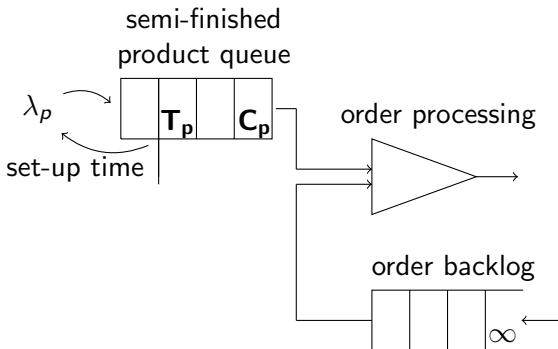 semi-finished
product queue
λp
Tp
Cp
order processing
set-up time
order backlog
∞